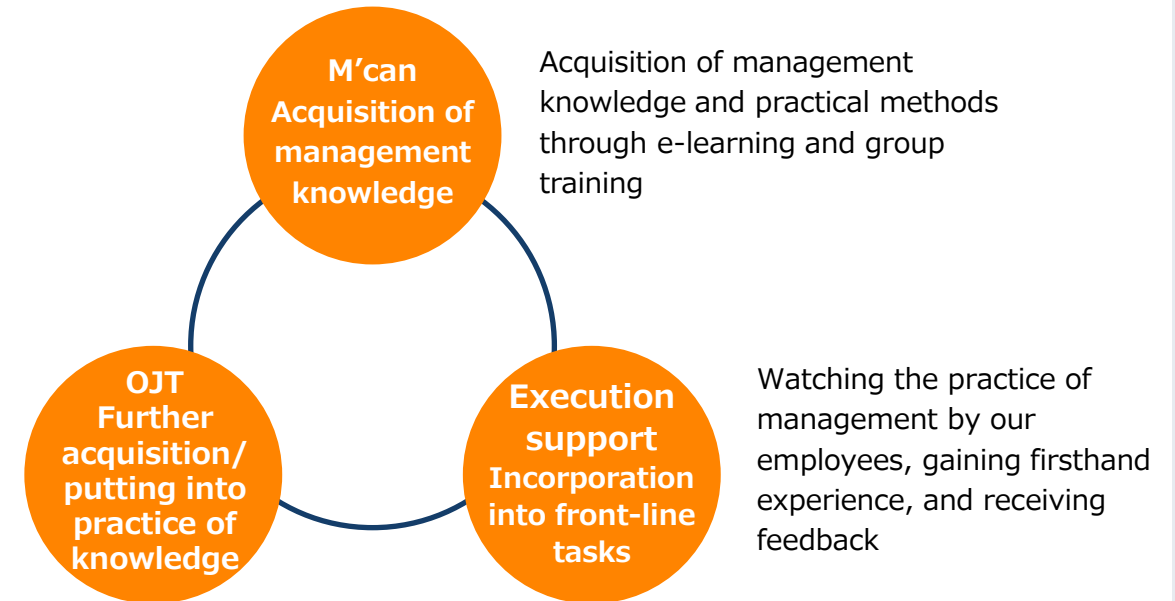 M’can
Acquisition of
management
knowledge
Acquisition of management
knowledge and practical methods
through e-learning and group
training
OJT
Further
acquisition/
putting into
practice of
knowledge
Execution
support
Incorporation
into front-line
tasks
Watching the practice of
management by our
employees, gaining firsthand
experience, and receiving
feedback